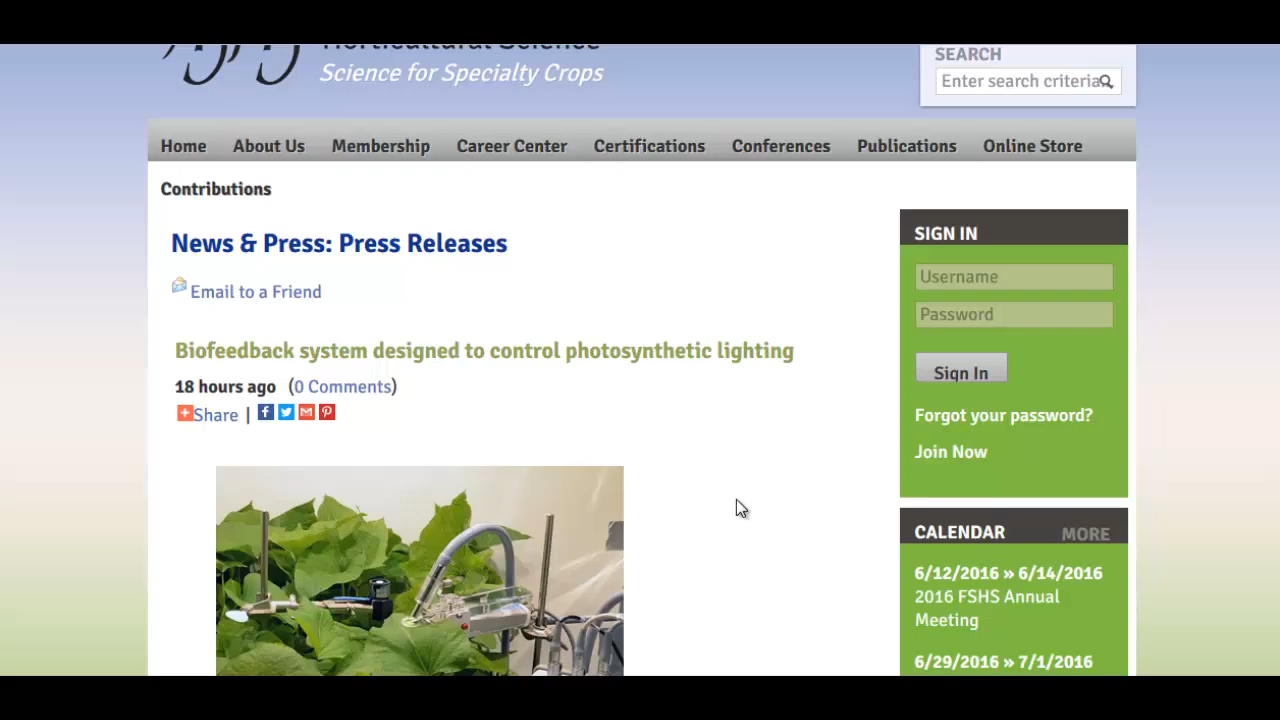 Horticultural Science
Science for Specialty Crops
SEARCH
Enter search criteria
Home About Us Membership Career Center Certifications Conferences Publications Online Store
Contributions
News & Press: Press Releases
Email to a Friend
Biofeedback system designed to control photosynthetic lighting
18 hours ago (0 Comments)
Share |
SIGN IN
Username
Password
Sign In
Forgot your password?
Join Now
CALENDAR MORE
6/12/2016 » 6/14/2016
2016 FSHS Annual
Meeting
6/29/2016 » 7/1/2016